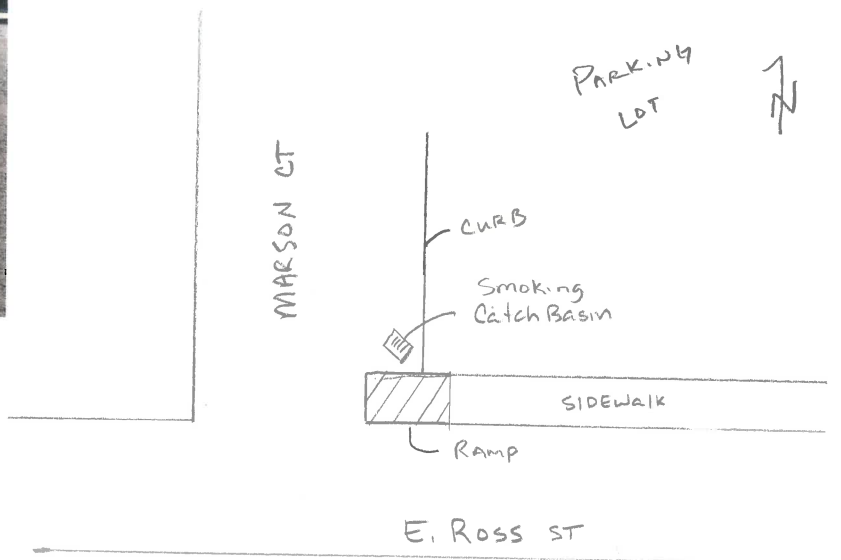 PARKING
LOT
N
MARSON CT
CURB
Smoking
Catch Basin
SIDEWALK
RAMP
E. ROSS ST